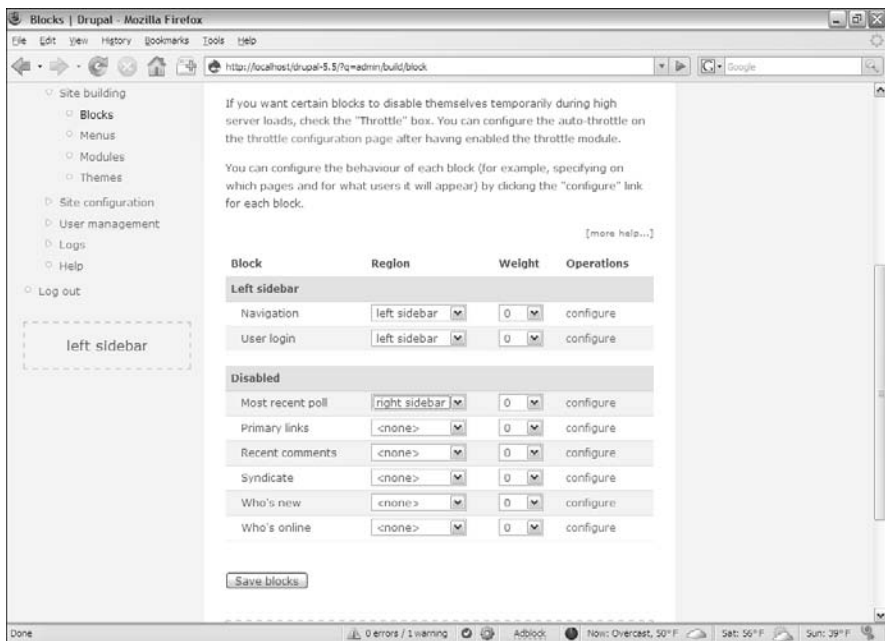 Blocks | Drupal - Mozilla Firefox
File Edit View History Bookmarks Tools Help
http://localhost/drupal-5.5/?q=admin/build/block
Google
Site building
Blocks
Menus
Modules
Themes
Site configuration
User management
Logs
Help
Log out
left sidebar
If you want certain blocks to disable themselves temporarily during high
server loads, check the "Throttle" box. You can configure the auto-throttle on
the throttle configuration page after having enabled the throttle module.
You can configure the behaviour of each block (for example, specifying on
which pages and for what users it will appear) by clicking the "configure" link
for each block.
[more help...]
Block Region Weight Operations
Left sidebar
Navigation left sidebar 0 configure
User login left sidebar 0 configure
Disabled
Most recent poll right sidebar 0 configure
Primary links <none> 0 configure
Recent comments <none> 0 configure
Syndicate <none> 0 configure
Who's new <none> 0 configure
Who's online <none> 0 configure
Save blocks
Done 0 errors / 1 warning Adblock Now: Overcast, 50°F Sat: 56°F Sun: 39°F